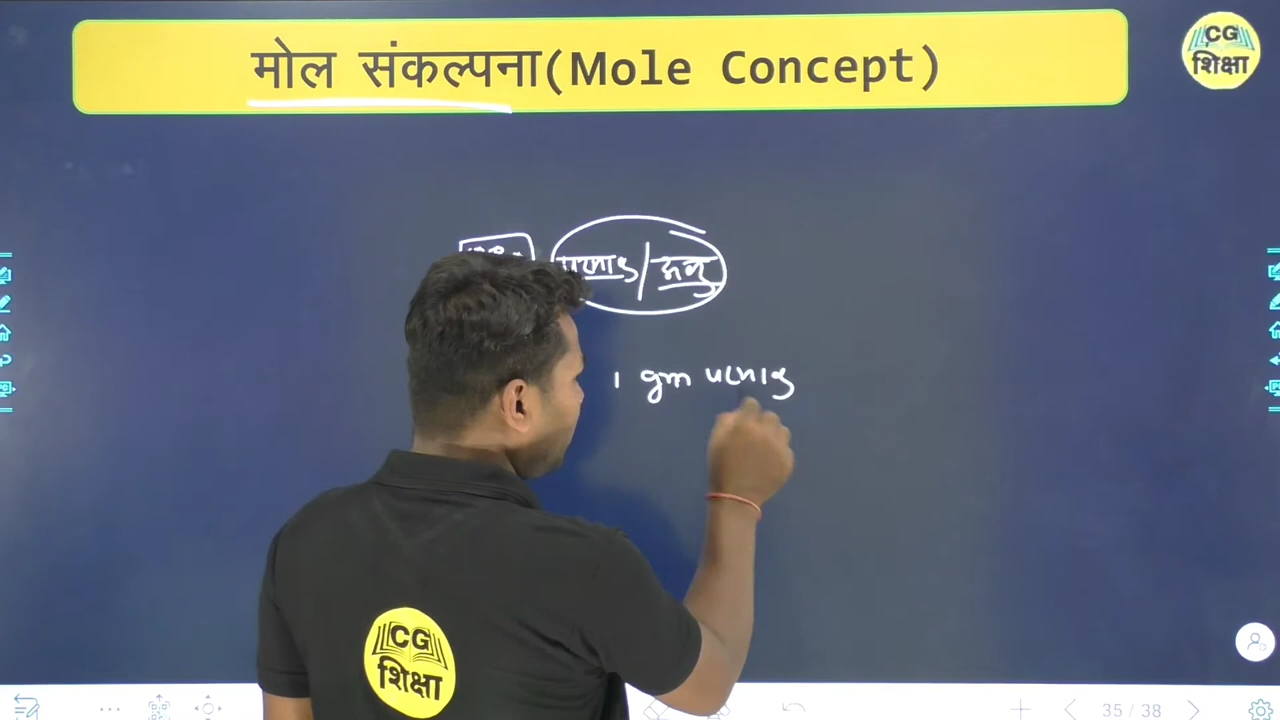 मोल संकल्पना(Mole Concept)
CG
शिक्षा
परमाणु/अणु
1 gm परमाणु
CG
शिक्षा
35 / 38